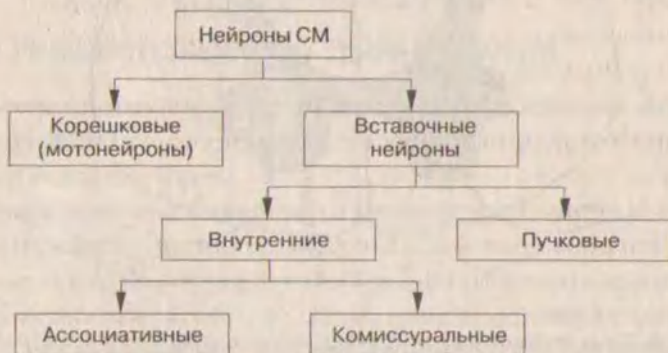 Нейроны СМ
Корешковые
(мотонейроны)
Вставочные
нейроны
Внутренние
Пучковые
Ассоциативные
Комиссуральные